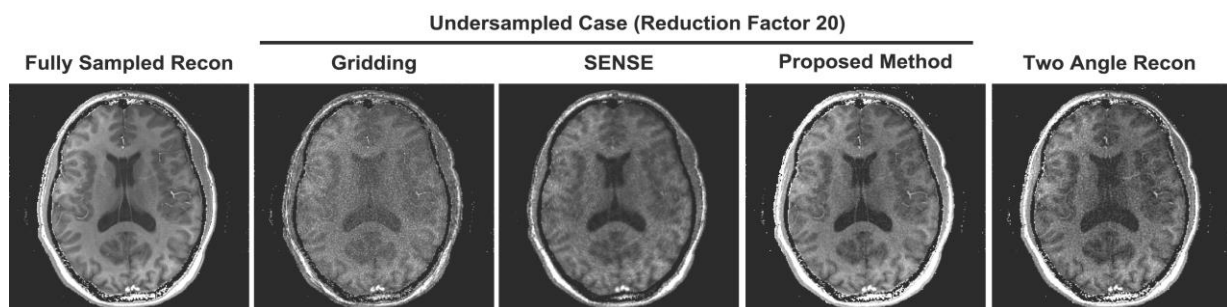 Undersampled Case (Reduction Factor 20)
Fully Sampled Recon Gridding SENSE Proposed Method Two Angle Recon